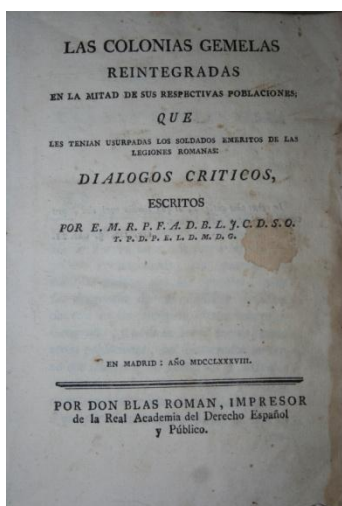 LAS COLONIAS GEMELAS
REINTEGRADAS
EN LA MITAD DE SUS RESPECTIVAS POBLACIONES;
QUE
LES TENIAN USURPADAS LOS SOLDADOS EMERITOS DE LAS
LEGIONES ROMANAS:
DIALOGOS CRITICOS,
ESCRITOS
POR E. M. R. P. F. A. D. B. L. Y. C. D. S. O.
T. P. D. P. E. L. D. M. D. G.
EN MADRID : AÑO MDCCLXXXVIII.
POR DON BLAS ROMAN, IMPRESOR
de la Real Academia del Derecho Español
y Público.